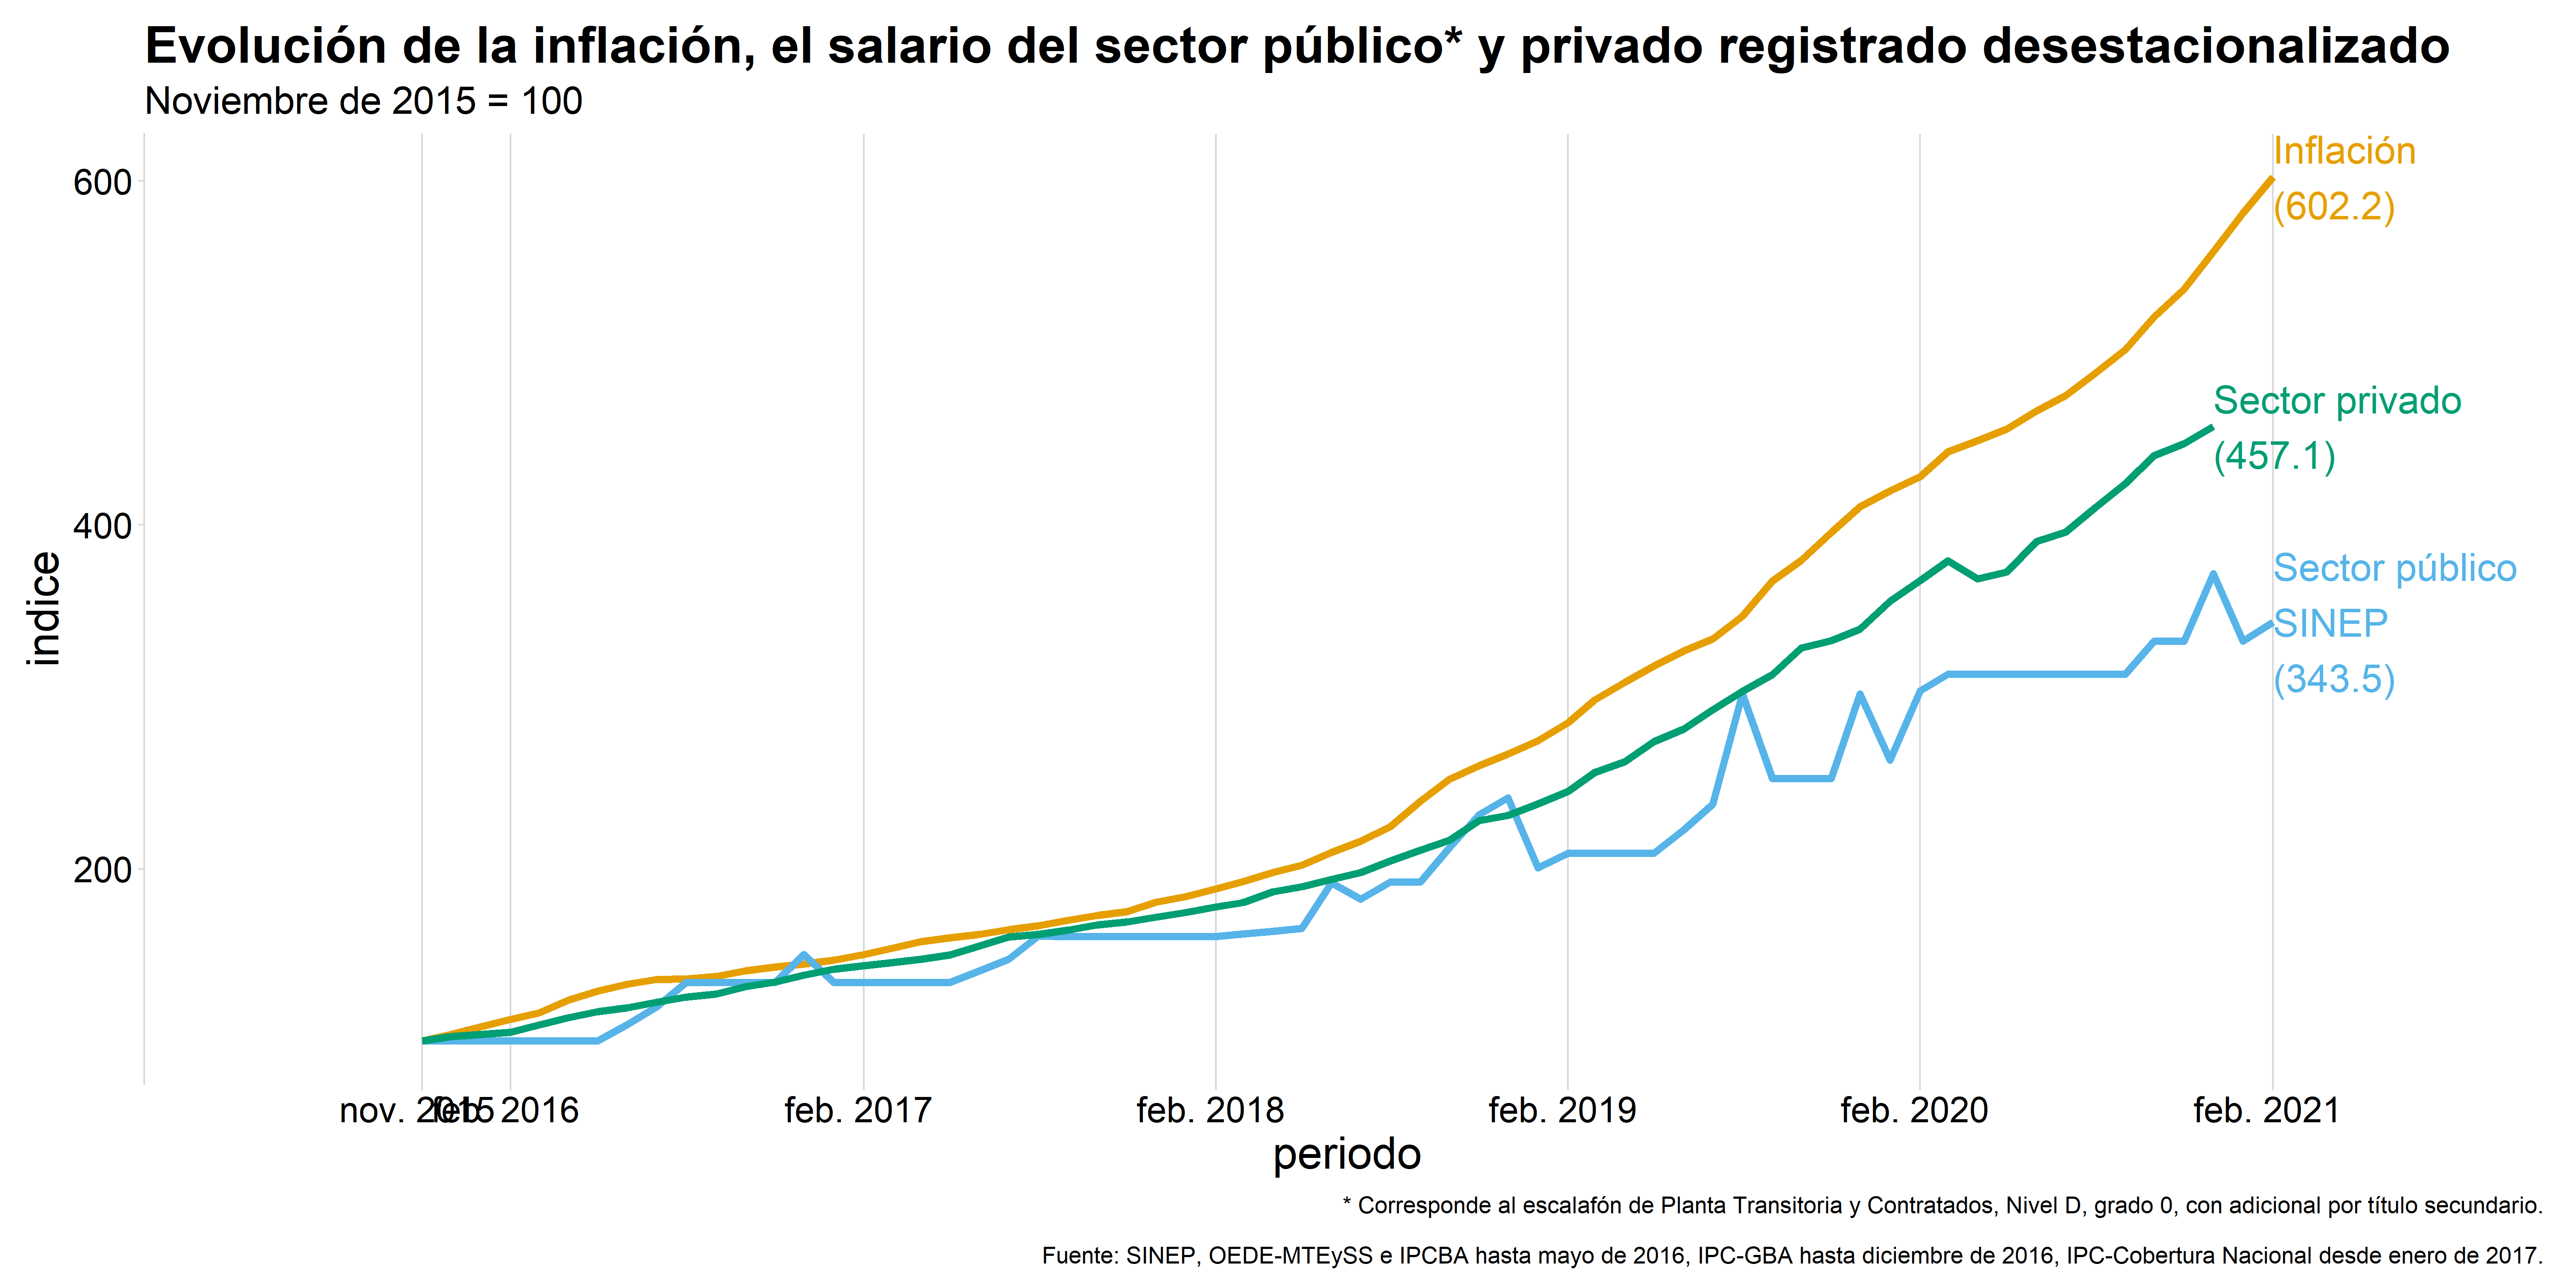 Evolución de la inflación, el salario del sector público* y privado registrado desestacionalizado
Noviembre de 2015 = 100
Inflación
(602.2)
Sector privado
(457.1)
Sector público
SINEP
(343.5)
600
400
200
indice
nov. 2015
feb. 2016
feb. 2017
feb. 2018
feb. 2019
feb. 2020
feb. 2021
periodo
* Corresponde al escalafón de Planta Transitoria y Contratados, Nivel D, grado 0, con adicional por título secundario.
Fuente: SINEP, OEDE-MTEySS e IPCBA hasta mayo de 2016, IPC-GBA hasta diciembre de 2016, IPC-Cobertura Nacional desde enero de 2017.